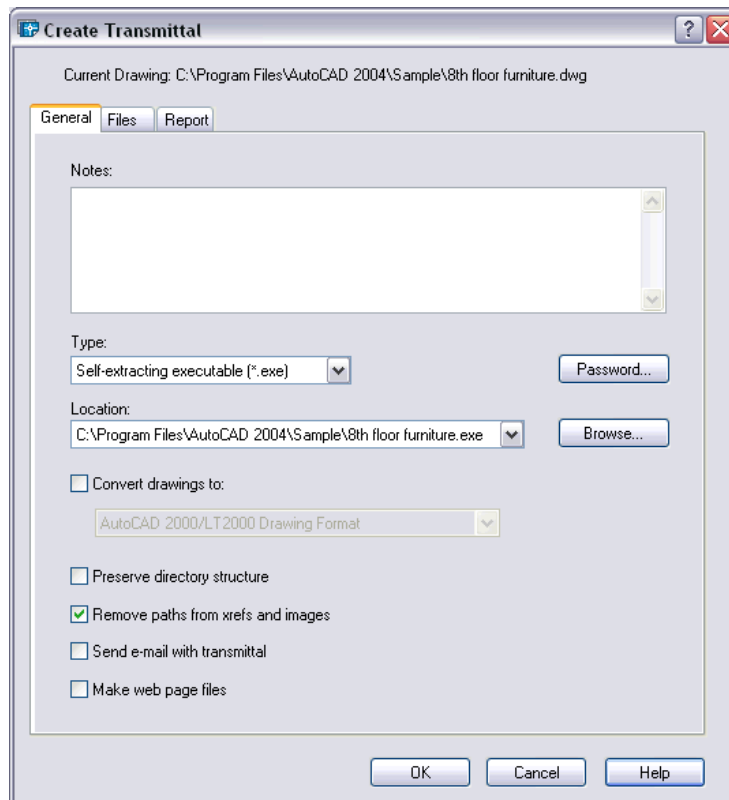 Create Transmittal
Current Drawing: C:\Program Files\AutoCAD 2004\Sample\8th floor furniture.dwg
General Files Report
Notes:
Type:
Self-extracting executable (*.exe) Password...
Location:
C:\Program Files\AutoCAD 2004\Sample\8th floor furniture.exe Browse...
Convert drawings to:
AutoCAD 2000/LT2000 Drawing Format
Preserve directory structure
Remove paths from xrefs and images
Send e-mail with transmittal
Make web page files
OK Cancel Help